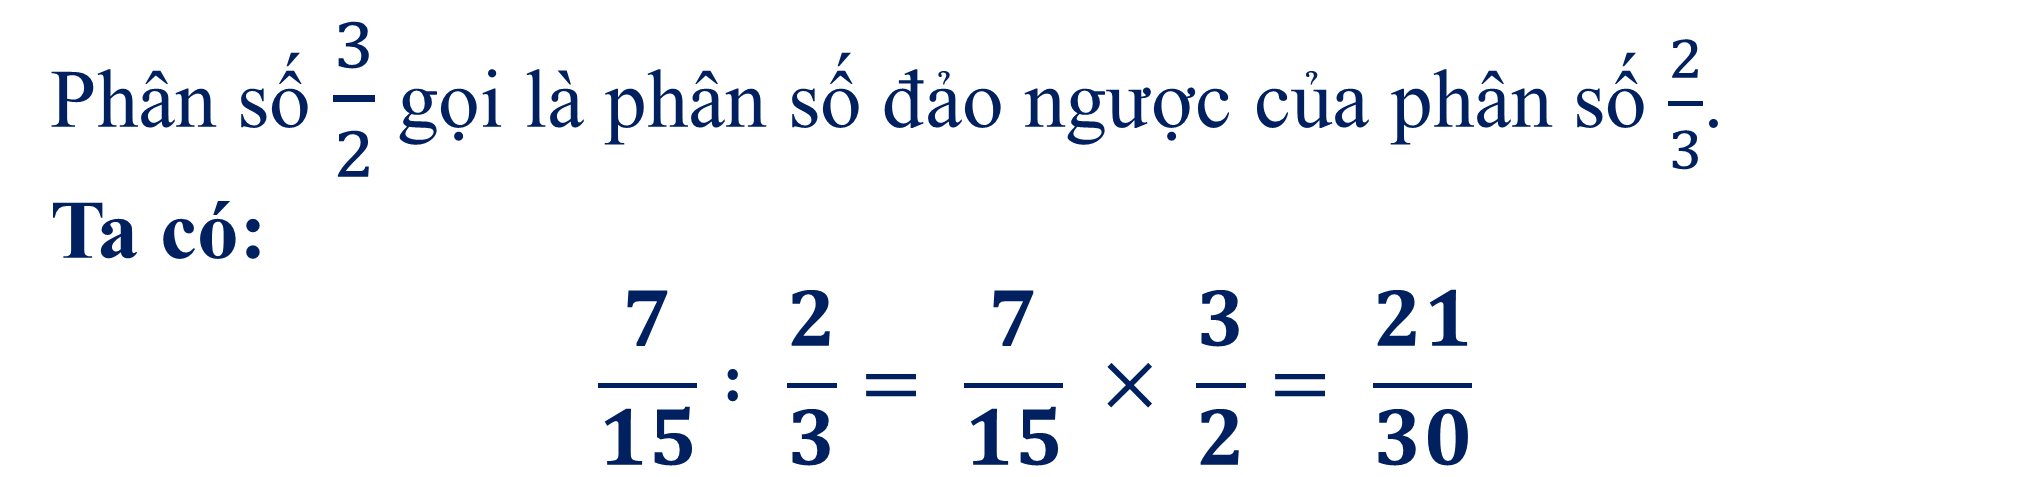 Phân số 3/2 gọi là phân số đảo ngược của phân số 2/3.
Ta có:
7/15 : 2/3 = 7/15 × 3/2 = 21/30